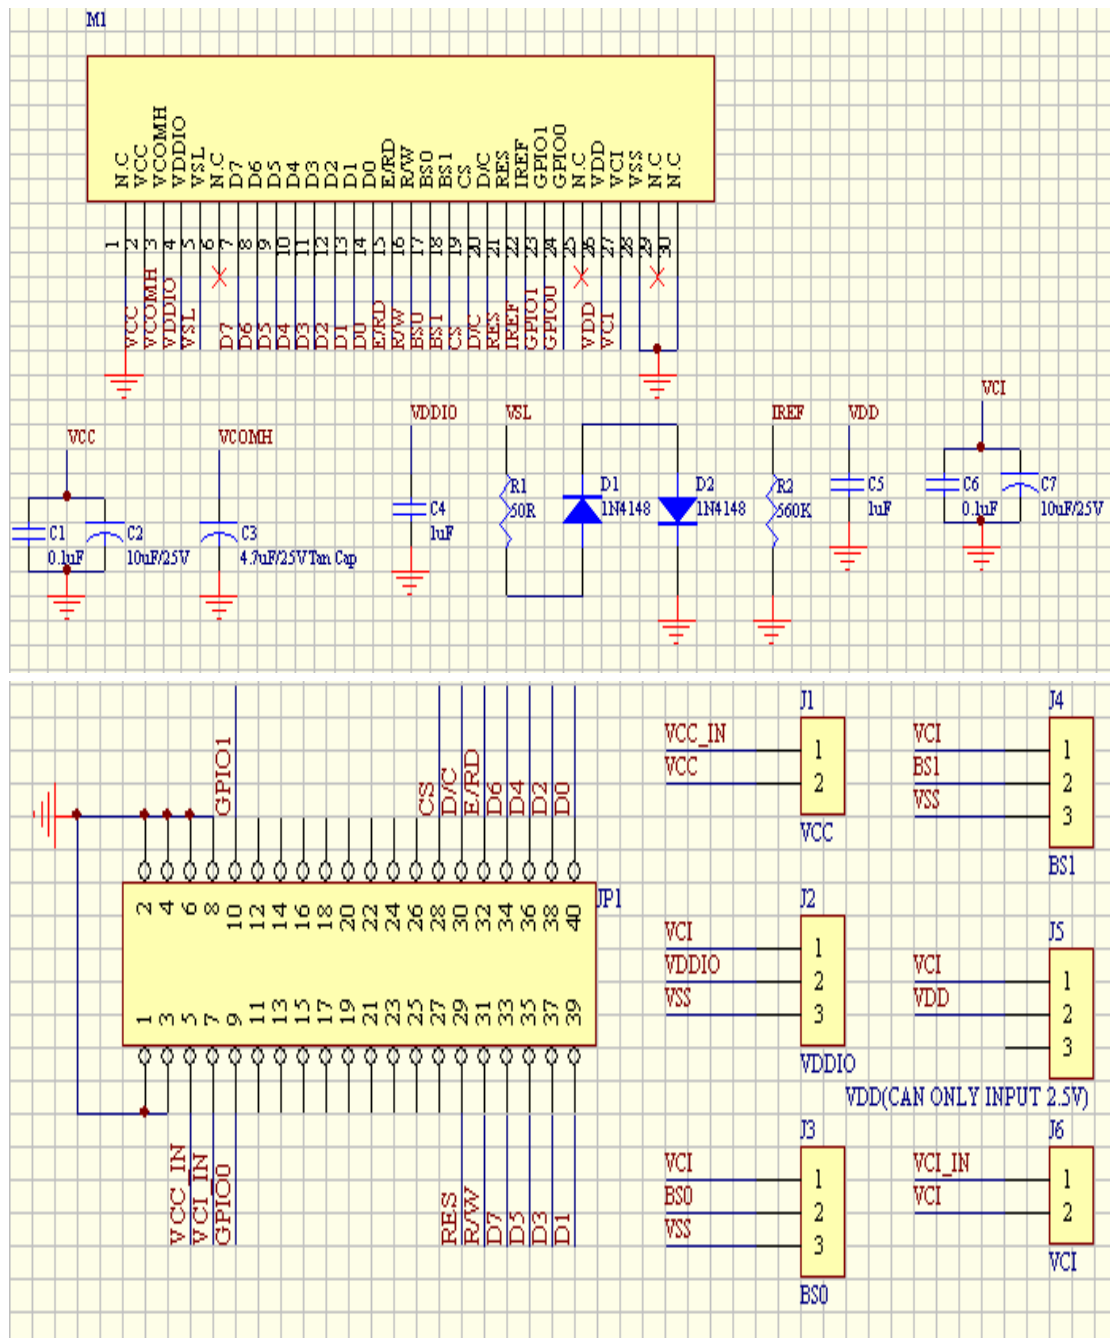 M1
N.C VCC VCOMH VDDIO VSL N.C D7 D6 D5 D4 D3 D2 D1 D0 E/RD R/W BS0 BS1 CS D/C RES IREF GPIO1 GPIO0 N.C VDD VCI VSS N.C N.C
1 2 3 4 5 6 7 8 9 10 11 12 13 14 15 16 17 18 19 20 21 22 23 24 25 26 27 28 29 30
VCC VCOMH VDDIO VSL D7 D6 D5 D4 D3 D2 D1 D0 E/RD R/W BS0 BS1 CS D/C RES IREF GPIO1 GPIO0 VDD VCI
VCC
C1
0.1uF
C2
10uF/25V
VCOMH
C3
4.7uF/25V Tan Cap
VDDIO
C4
1uF
VSL
R1
50R
D1
1N4148
D2
1N4148
IREF
R2
560K
VDD
C5
1uF
VCI
C6
0.1uF
C7
10uF/25V
GPIO1 CS D/C E/RD D6 D4 D2 D0
2 4 6 8 10 12 14 16 18 20 22 24 26 28 30 32 34 36 38 40
JP1
1 3 5 7 9 11 13 15 17 19 21 23 25 27 29 31 33 35 37 39
VCC_IN VCI_IN GPIO0 RES R/W D7 D5 D3 D1
J1
VCC_IN 1
VCC 2
VCC
J4
VCI 1
BS1 2
VSS 3
BS1
J2
VCI 1
VDDIO 2
VSS 3
VDDIO
J5
VCI 1
VDD 2
3
VDD(CAN ONLY INPUT 2.5V)
J3
VCI 1
BS0 2
VSS 3
BS0
J6
VCI_IN 1
VCI 2
VCI